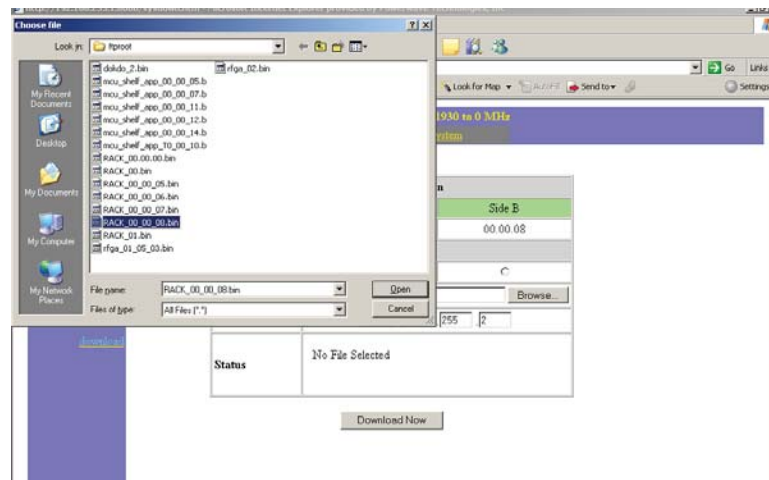 Choose file
Look in:
ftproot
My Recent
Documents
Desktop
My Documents
My Computer
My Network
Places
dokdo_2.bin
mcu_shelf_app_00_00_05.b
mcu_shelf_app_00_00_07.b
mcu_shelf_app_00_00_11.b
mcu_shelf_app_00_00_12.b
mcu_shelf_app_00_00_14.b
mcu_shelf_app_T0_00_10.b
RACK_00.00.00.bin
RACK_00.bin
RACK_00_00_05.bin
RACK_00_00_06.bin
RACK_00_00_07.bin
RACK_00_00_08.bin
RACK_01.bin
rfga_01_05_03.bin
rfga_02.bin
File name:
RACK_00_00_08.bin
Open
Files of type:
All Files (*.*)
Cancel
Go
Links
Look for Map
AutoFill
Send to
Settings
1930 to 0 MHz
Side B
00.00.08
Browse...
255 .2
download
Status
No File Selected
Download Now